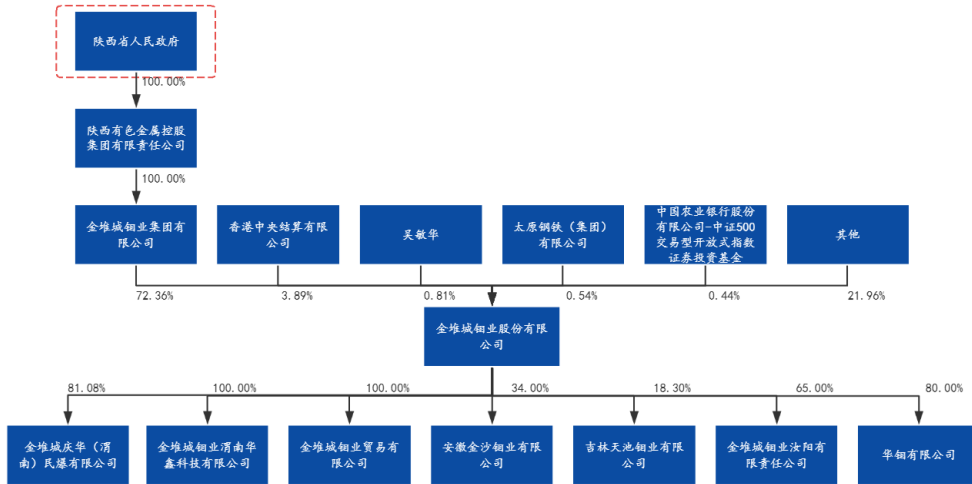 陕西省人民政府
100.00%
陕西有色金属控股
集团有限责任公司
100.00%
金堆城钼业集团有
限公司
香港中央结算有限
公司
吴敏华
太原钢铁（集团）
有限公司
中国农业银行股份
有限公司-中证500
交易型开放式指数
证券投资基金
其他
72.36%
3.89%
0.81%
0.54%
0.44%
21.96%
金堆城钼业股份有限
公司
81.08%
100.00%
100.00%
34.00%
18.30%
65.00%
80.00%
金堆城庆华（渭
南）民爆有限公司
金堆城钼业渭南华
鑫科技有限公司
金堆城钼业贸易有限
公司
安徽金沙钼业有限
公司
吉林天池钼业有限
公司
金堆城钼业汝阳有
限责任公司
华钼有限公司